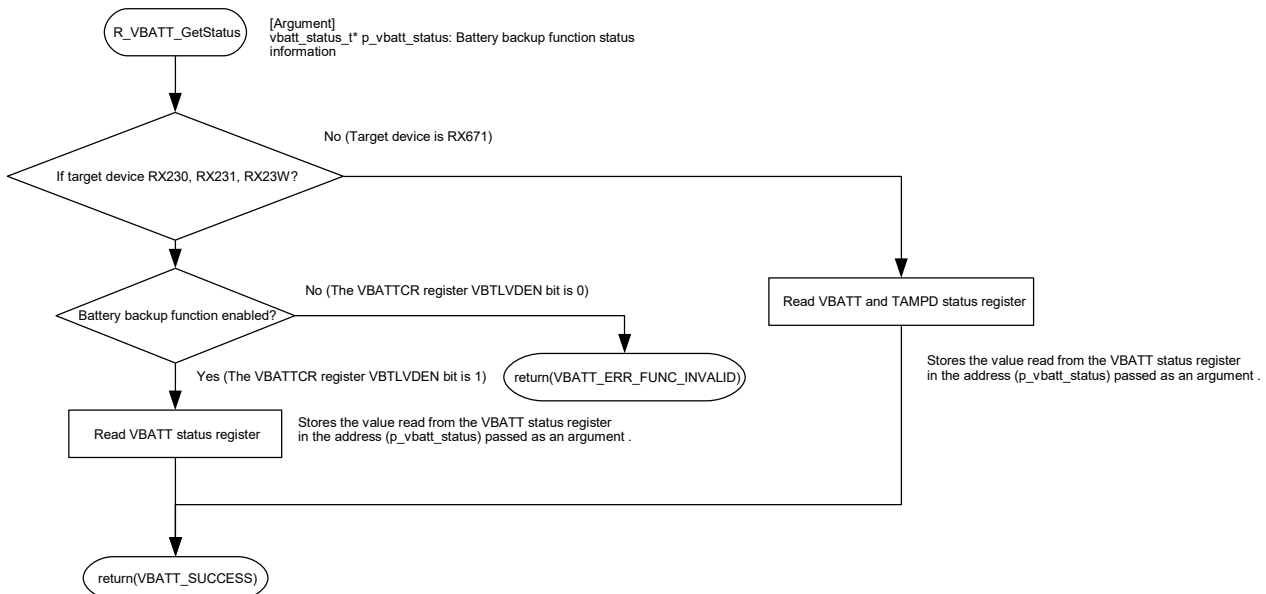 R_VBATT_GetStatus
[Argument]
vbatt_status_t* p_vbatt_status: Battery backup function status
information
No (Target device is RX671)
If target device RX230, RX231, RX23W?
No (The VBATTCR register VBTLVDEN bit is 0)
Battery backup function enabled?
Read VBATT and TAMPD status register
Stores the value read from the VBATT status register
in the address (p_vbatt_status) passed as an argument .
Yes (The VBATTCR register VBTLVDEN bit is 1)
return(VBATT_ERR_FUNC_INVALID)
Read VBATT status register
Stores the value read from the VBATT status register
in the address (p_vbatt_status) passed as an argument .
return(VBATT_SUCCESS)